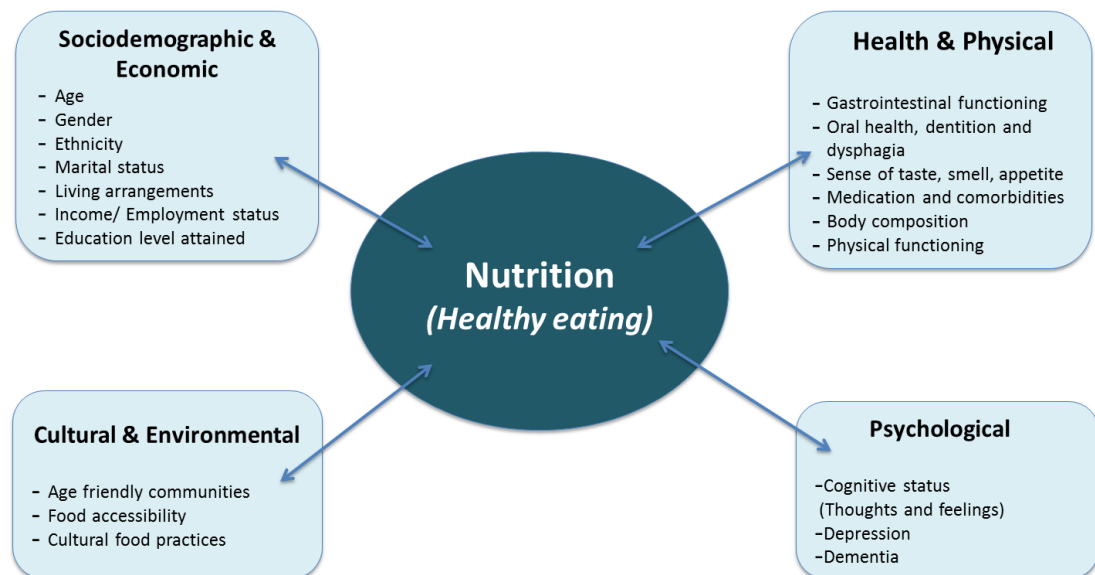 Sociodemographic &
Economic
- Age
- Gender
- Ethnicity
- Marital status
- Living arrangements
- Income/ Employment status
- Education level attained
Health & Physical
- Gastrointestinal functioning
- Oral health, dentition and
dysphagia
- Sense of taste, smell, appetite
- Medication and comorbidities
- Body composition
- Physical functioning
Nutrition
(Healthy eating)
Cultural & Environmental
- Age friendly communities
- Food accessibility
- Cultural food practices
Psychological
-Cognitive status
(Thoughts and feelings)
-Depression
-Dementia